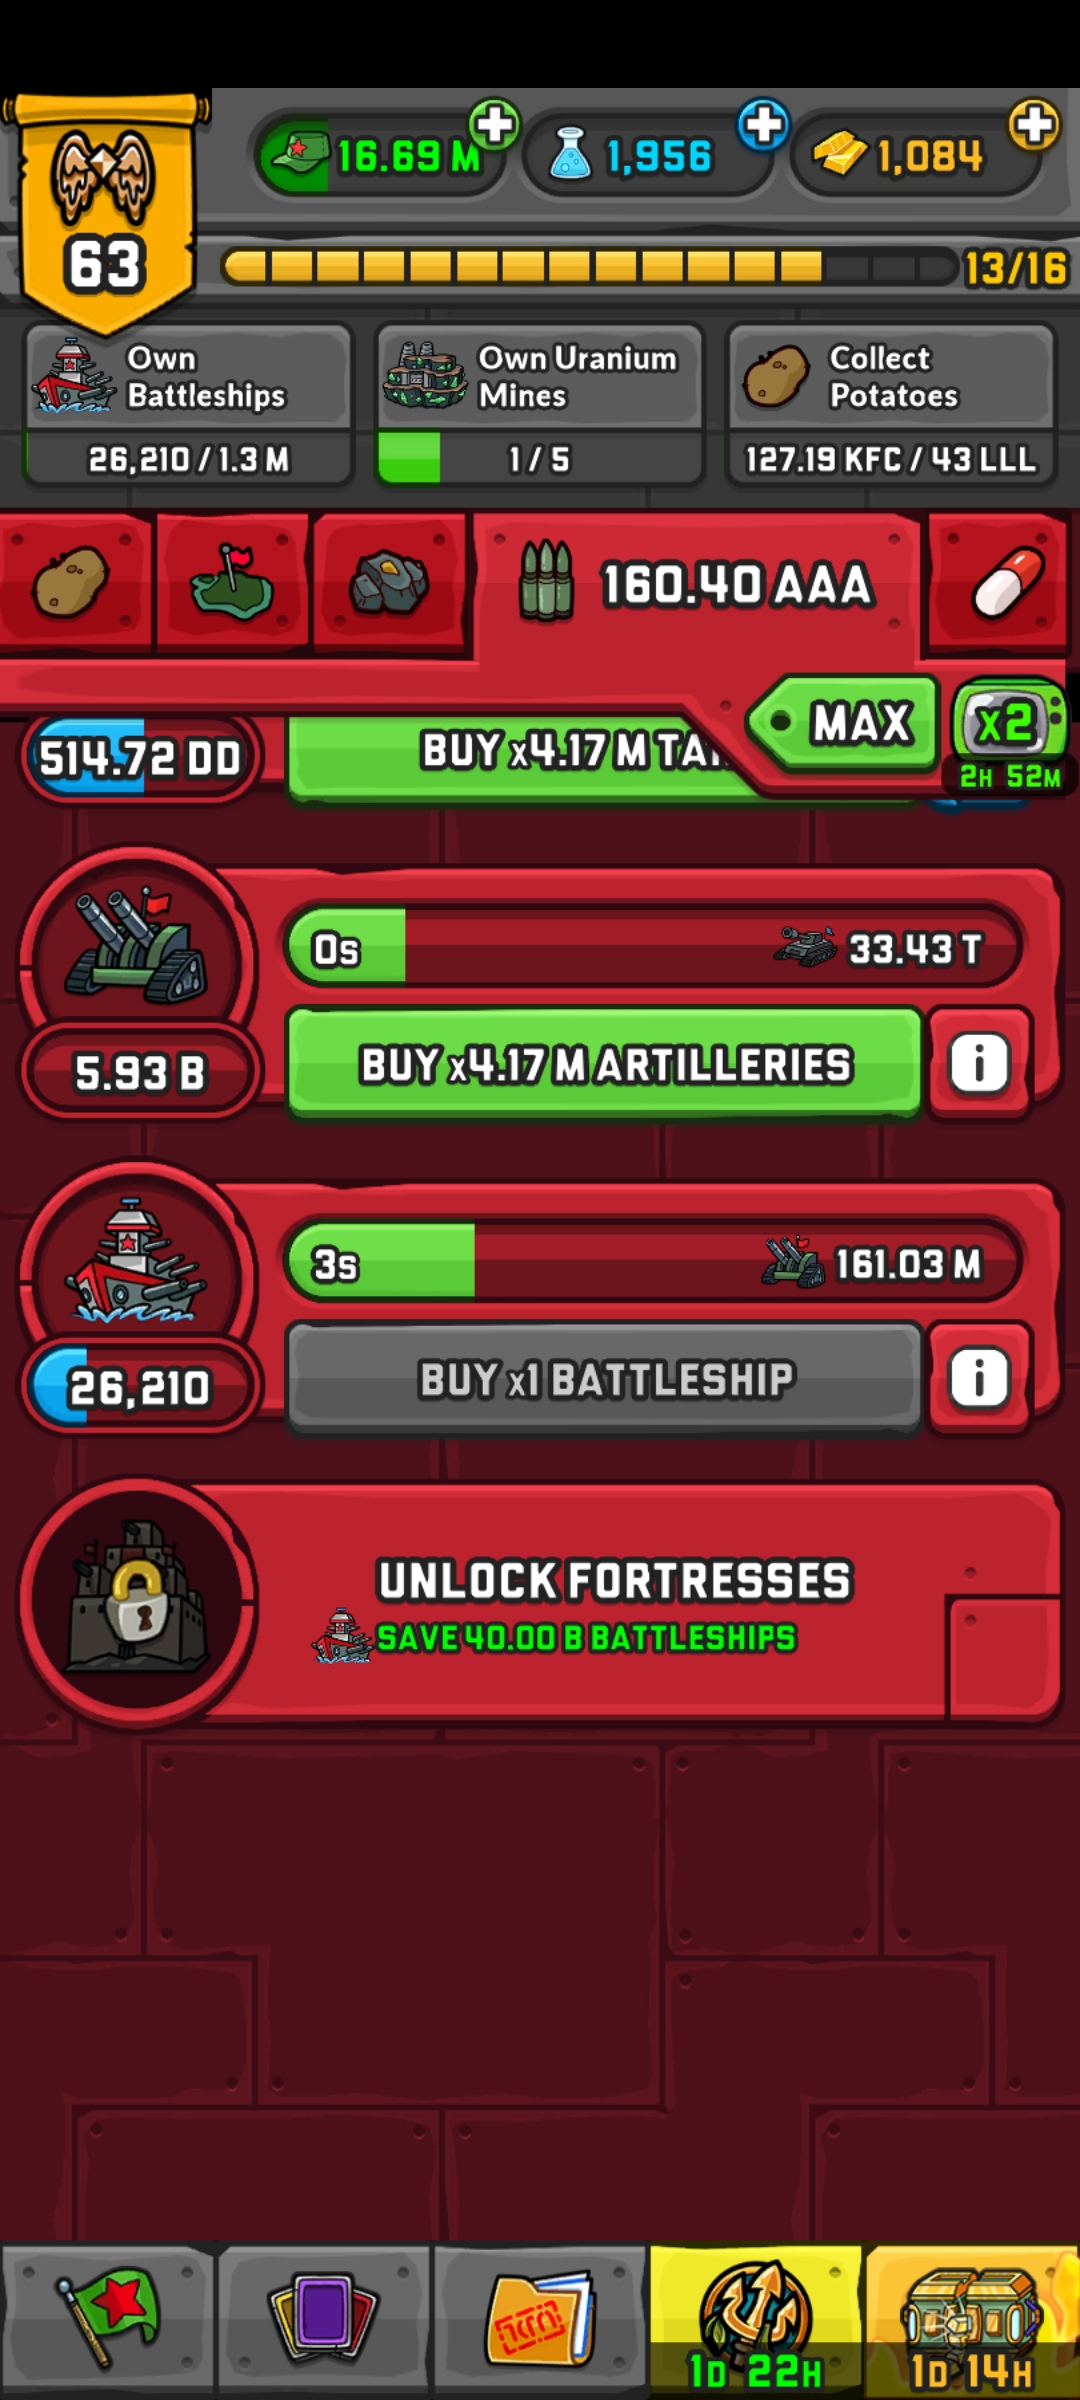 63
16.69 M
1,956
1,084
13/16
Own
Battleships
26,210 / 1.3 M
Own Uranium
Mines
1 / 5
Collect
Potatoes
127.19 KFC / 43 LLL
160.40 AAA
MAX
x2
2H 52M
514.72 DD
BUY x4.17 M
0s
33.43 T
5.93 B
BUY x4.17 M ARTILLERIES
i
3s
161.03 M
26,210
BUY x1 BATTLESHIP
i
UNLOCK FORTRESSES
SAVE 40.00 B BATTLESHIPS
1D 22H
1D 14H